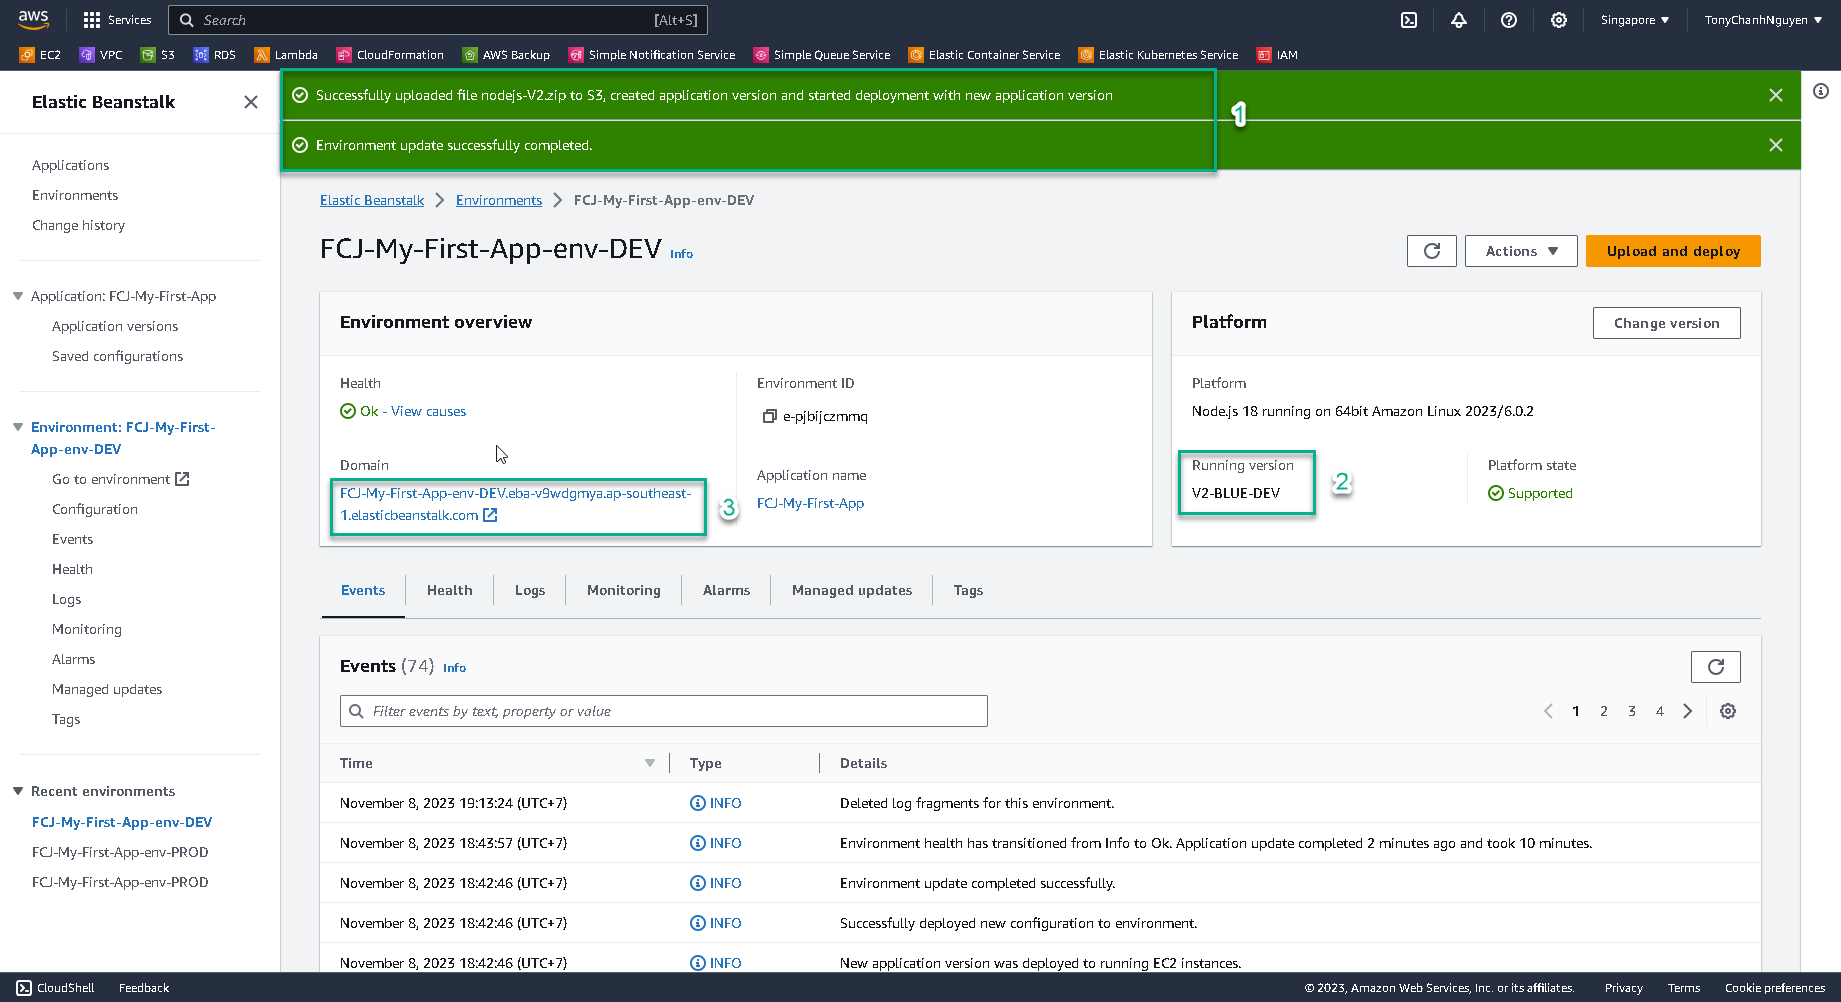 aws
Services
Search
[Alt+S]
Singapore
TonyChanhNguyen
EC2
VPC
S3
RDS
Lambda
CloudFormation
AWS Backup
Simple Notification Service
Simple Queue Service
Elastic Container Service
Elastic Kubernetes Service
IAM
Elastic Beanstalk
Applications
Environments
Change history
Application: FCJ-My-First-App
Application versions
Saved configurations
Environment: FCJ-My-First-
App-env-DEV
Go to environment
Configuration
Events
Health
Logs
Monitoring
Alarms
Managed updates
Tags
Recent environments
FCJ-My-First-App-env-DEV
FCJ-My-First-App-env-PROD
FCJ-My-First-App-env-PROD
Successfully uploaded file nodejs-V2.zip to S3, created application version and started deployment with new application version
Environment update successfully completed.
1
Elastic Beanstalk
Environments
FCJ-My-First-App-env-DEV
FCJ-My-First-App-env-DEV Info
Actions
Upload and deploy
Environment overview
Health
Ok - View causes
Domain
FCJ-My-First-App-env-DEV.eba-v9wdgmya.ap-southeast-
1.elasticbeanstalk.com
3
Environment ID
e-pjbijczmmq
Application name
FCJ-My-First-App
Platform
Change version
Platform
Node.js 18 running on 64bit Amazon Linux 2023/6.0.2
Running version
V2-BLUE-DEV
2
Platform state
Supported
Events
Health
Logs
Monitoring
Alarms
Managed updates
Tags
Events (74) Info
Filter events by text, property or value
1 2 3 4
Time Type Details
November 8, 2023 19:13:24 (UTC+7) INFO Deleted log fragments for this environment.
November 8, 2023 18:43:57 (UTC+7) INFO Environment health has transitioned from Info to Ok. Application update completed 2 minutes ago and took 10 minutes.
November 8, 2023 18:42:46 (UTC+7) INFO Environment update completed successfully.
November 8, 2023 18:42:46 (UTC+7) INFO Successfully deployed new configuration to environment.
November 8, 2023 18:42:46 (UTC+7) INFO New application version was deployed to running EC2 instances.
CloudShell
Feedback
© 2023, Amazon Web Services, Inc. or its affiliates.
Privacy
Terms
Cookie preferences